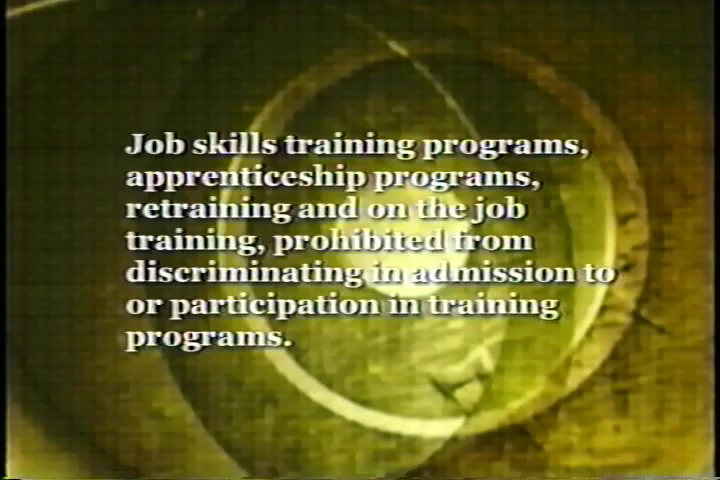 Job skills training programs,
apprenticeship programs,
retraining and on the job
training, prohibited from
discriminating in admission to
or participation in training
programs.